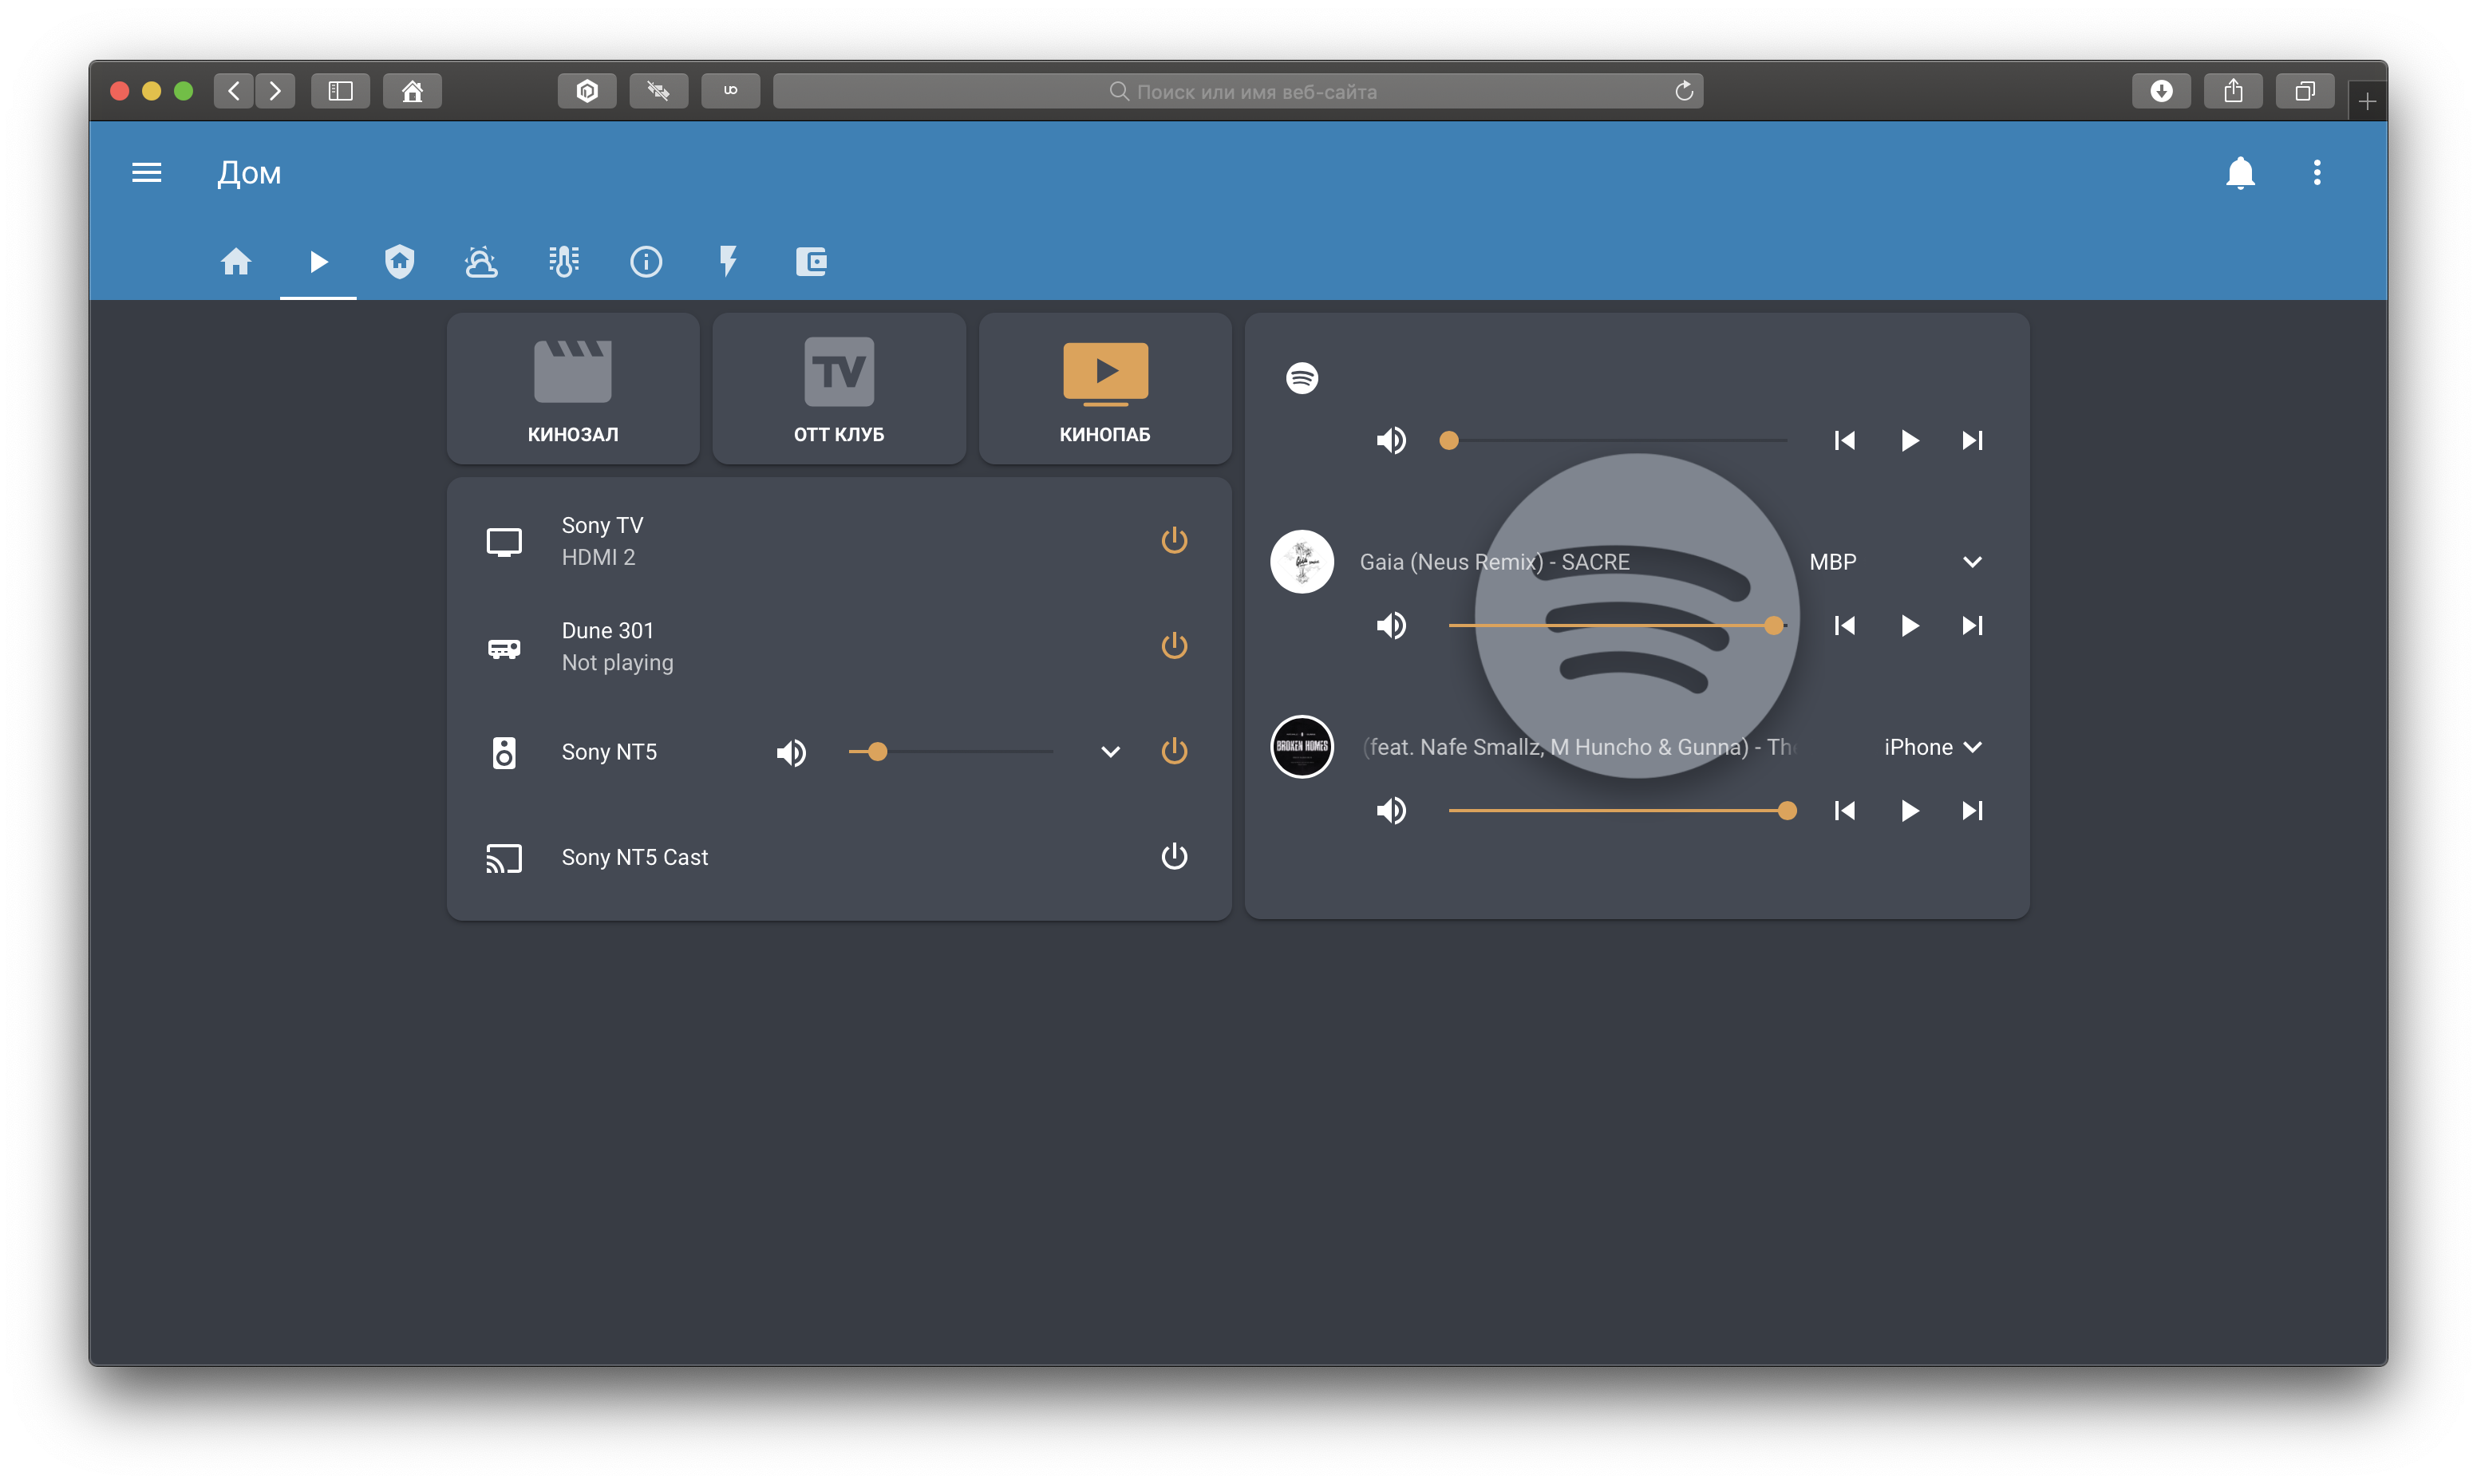 Поиск или имя веб-сайта
Дом
КИНОЗАЛ
TV
ОТТ КЛУБ
КИНОПАБ
Sony TV
HDMI 2
Dune 301
Not playing
Sony NT5
Sony NT5 Cast
Gaia (Neus Remix) - SACRE
MBP
BROKEN HOMES
(feat. Nafe Smallz, M Huncho & Gunna) - The
iPhone